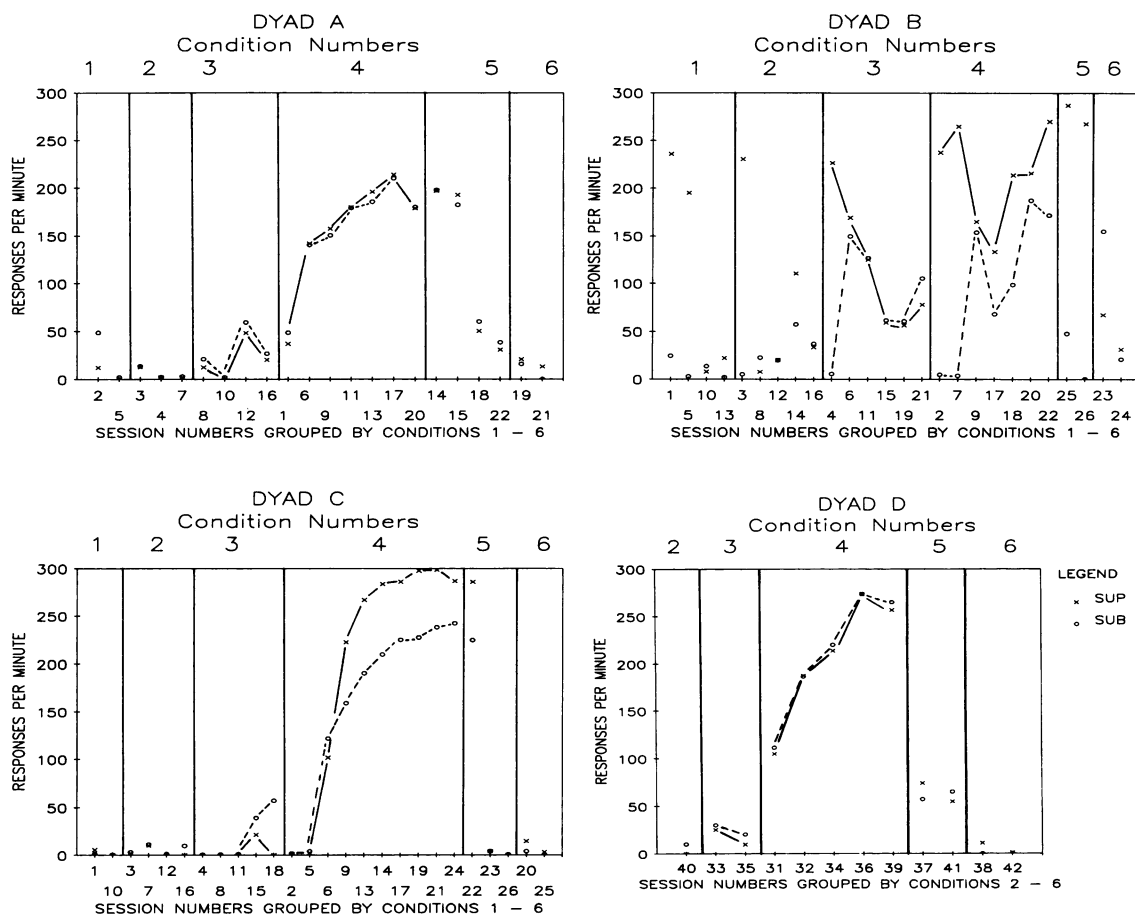 DYAD A
Condition Numbers
1 2 3 4 5 6
300
250
200
150
100
50
0
RESPONSES PER MINUTE
2 3 7 8 12 16 6 11 17 14 18 19
5 4 10 1 9 13 20 15 22 21
SESSION NUMBERS GROUPED BY CONDITIONS 1 – 6
DYAD B
Condition Numbers
1 2 3 4 5 6
300
250
200
150
100
50
0
RESPONSES PER MINUTE
1 10 3 12 16 6 15 21 7 17 20 25 23
5 13 8 14 4 11 19 2 9 18 22 26 24
SESSION NUMBERS GROUPED BY CONDITIONS 1 – 6
DYAD C
Condition Numbers
1 2 3 4 5 6
300
250
200
150
100
50
0
RESPONSES PER MINUTE
1 3 12 4 11 18 5 9 14 19 24 23 20
10 7 16 8 15 2 6 13 17 21 22 26 25
SESSION NUMBERS GROUPED BY CONDITIONS 1 – 6
DYAD D
Condition Numbers
2 3 4 5 6
300
250
200
150
100
50
0
RESPONSES PER MINUTE
40 33 35 31 32 34 36 39 37 41 38 42
SESSION NUMBERS GROUPED BY CONDITIONS 2 – 6
LEGEND
× SUP
o SUB